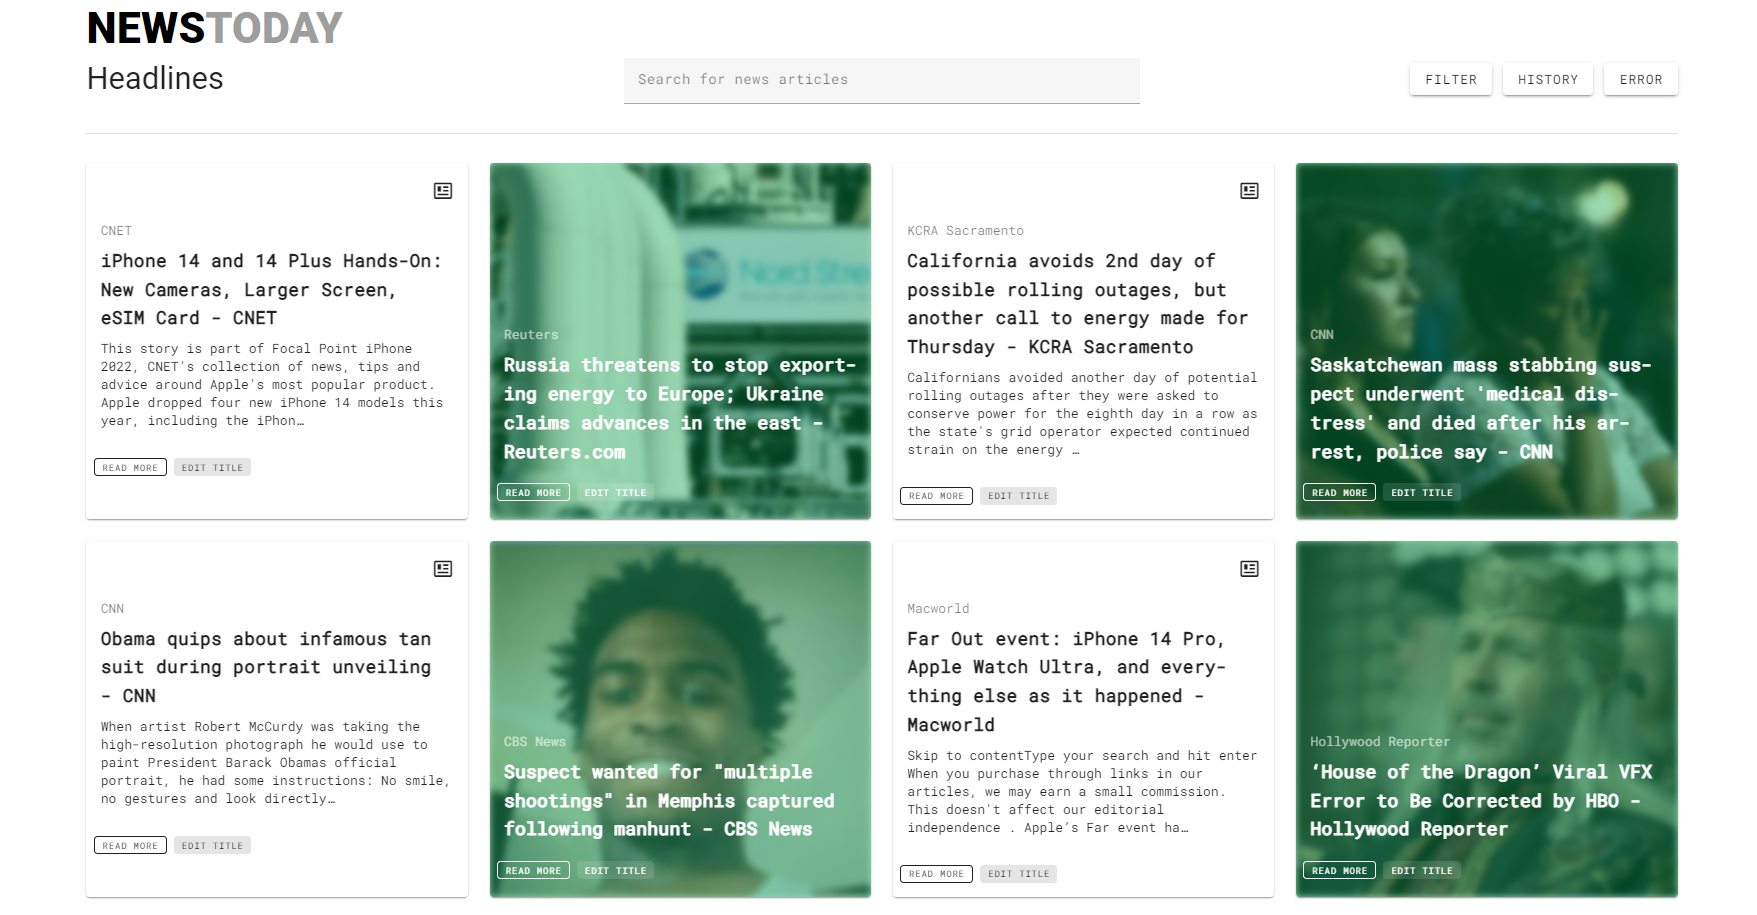 NEWSTODAY
Headlines
Search for news articles
FILTER
HISTORY
ERROR
CNET
iPhone 14 and 14 Plus Hands-On:
New Cameras, Larger Screen,
eSIM Card - CNET
This story is part of Focal Point iPhone
2022, CNET's collection of news, tips and
advice around Apple's most popular product.
Apple dropped four new iPhone 14 models this
year, including the iPhon…
READ MORE
EDIT TITLE
Nord Stre
Reuters
Russia threatens to stop export-
ing energy to Europe; Ukraine
claims advances in the east -
Reuters.com
READ MORE
EDIT TITLE
KCRA Sacramento
California avoids 2nd day of
possible rolling outages, but
another call to energy made for
Thursday - KCRA Sacramento
Californians avoided another day of potential
rolling outages after they were asked to
conserve power for the eighth day in a row as
the state's grid operator expected continued
strain on the energy …
READ MORE
EDIT TITLE
CNN
Saskatchewan mass stabbing sus-
pect underwent 'medical dis-
tress' and died after his ar-
rest, police say - CNN
READ MORE
EDIT TITLE
CNN
Obama quips about infamous tan
suit during portrait unveiling
- CNN
When artist Robert McCurdy was taking the
high-resolution photograph he would use to
paint President Barack Obamas official
portrait, he had some instructions: No smile,
no gestures and look directly…
READ MORE
EDIT TITLE
CBS News
Suspect wanted for "multiple
shootings" in Memphis captured
following manhunt - CBS News
READ MORE
EDIT TITLE
Macworld
Far Out event: iPhone 14 Pro,
Apple Watch Ultra, and every-
thing else as it happened -
Macworld
Skip to contentType your search and hit enter
When you purchase through links in our
articles, we may earn a small commission.
This doesn't affect our editorial
independence . Apple's Far event ha…
READ MORE
EDIT TITLE
Hollywood Reporter
‘House of the Dragon’ Viral VFX
Error to Be Corrected by HBO -
Hollywood Reporter
READ MORE
EDIT TITLE